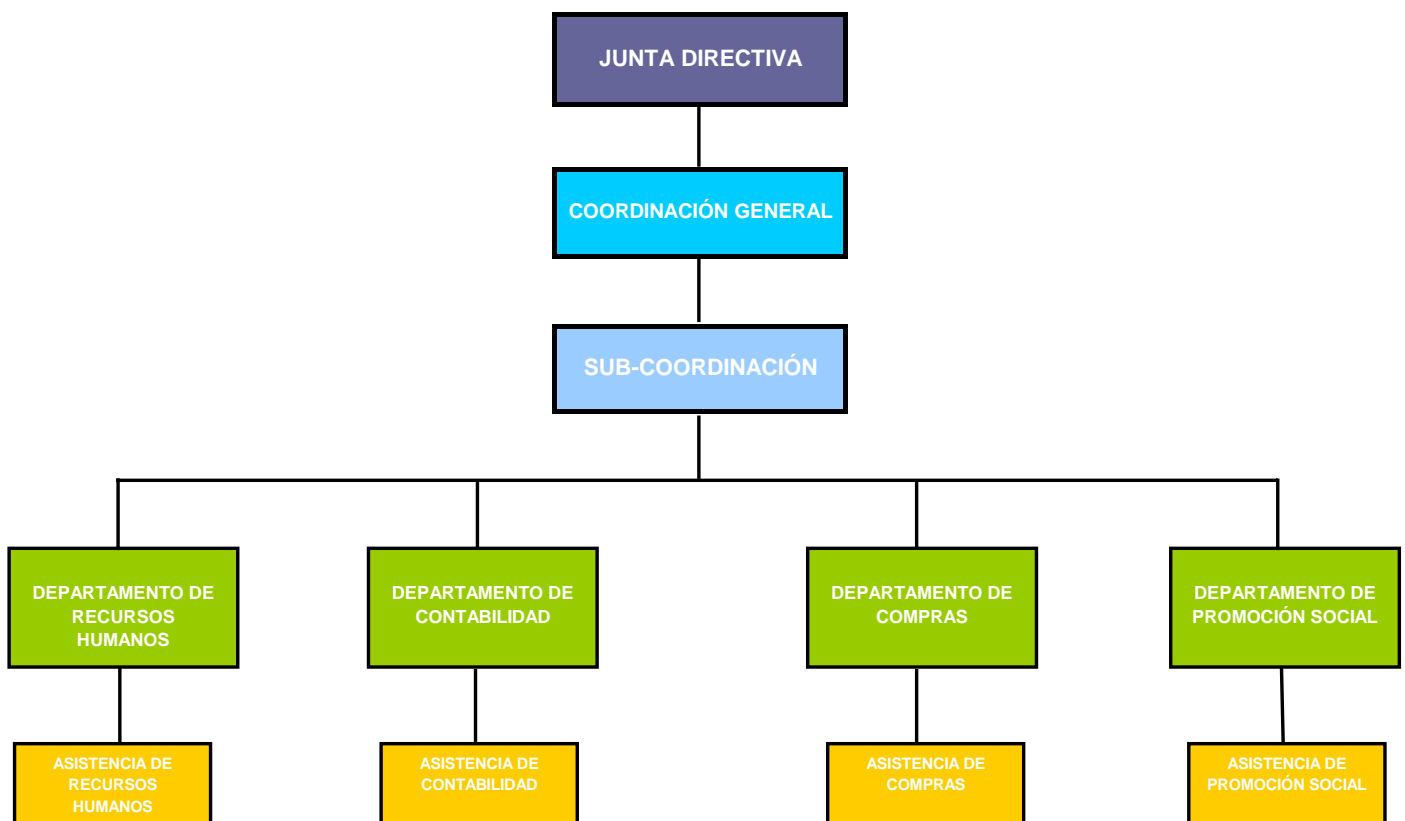 JUNTA DIRECTIVA
COORDINACIÓN GENERAL
SUB-COORDINACIÓN
DEPARTAMENTO DE
RECURSOS
HUMANOS
DEPARTAMENTO DE
CONTABILIDAD
DEPARTAMENTO DE
COMPRAS
DEPARTAMENTO DE
PROMOCIÓN SOCIAL
ASISTENCIA DE
RECURSOS
HUMANOS
ASISTENCIA DE
CONTABILIDAD
ASISTENCIA DE
COMPRAS
ASISTENCIA DE
PROMOCIÓN SOCIAL